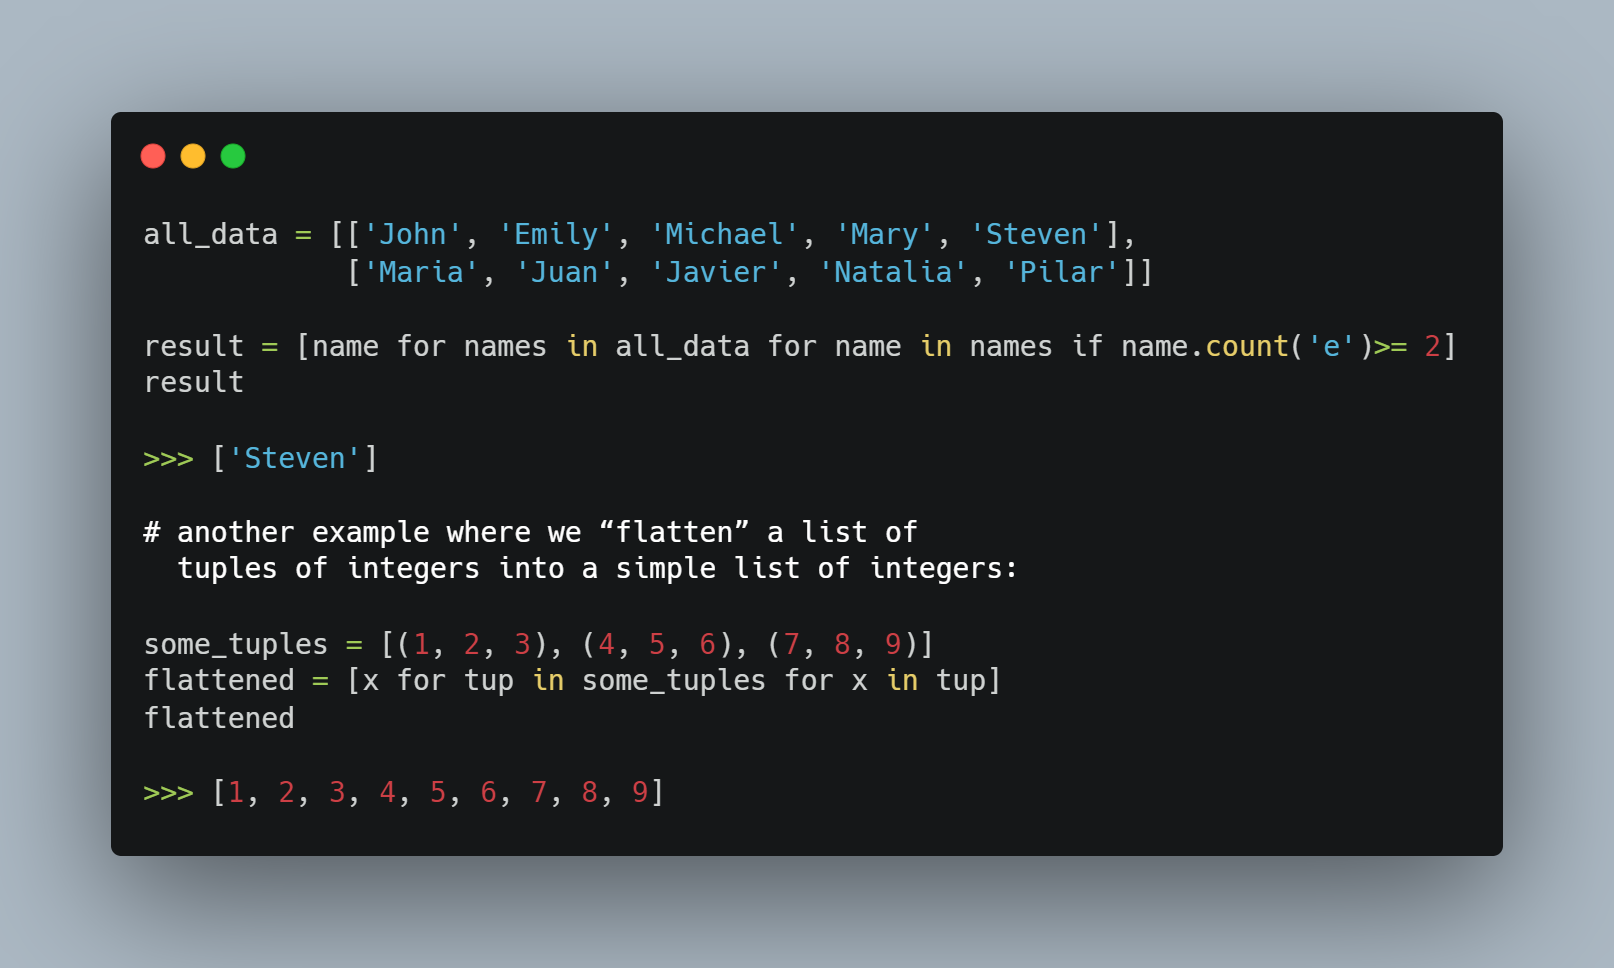 all_data = [['John', 'Emily', 'Michael', 'Mary', 'Steven'],
            ['Maria', 'Juan', 'Javier', 'Natalia', 'Pilar']]
result = [name for names in all_data for name in names if name.count('e')>= 2]
result
>>> ['Steven']
# another example where we “flatten” a list of
  tuples of integers into a simple list of integers:
some_tuples = [(1, 2, 3), (4, 5, 6), (7, 8, 9)]
flattened = [x for tup in some_tuples for x in tup]
flattened
>>> [1, 2, 3, 4, 5, 6, 7, 8, 9]